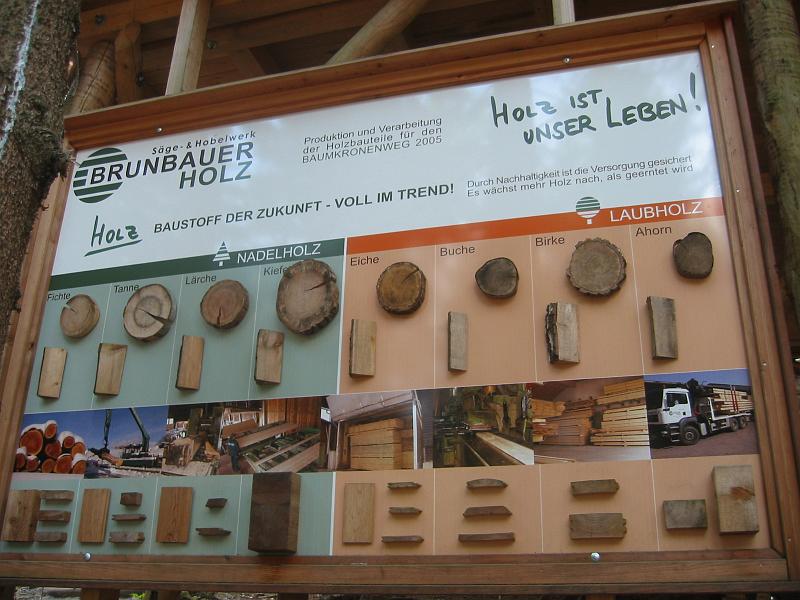 Säge- & Hobelwerk
BRUNBAUER
HOLZ
Produktion und Verarbeitung
der Holzbauteile für den
BAUMKRONENWEG 2005
HOLZ IST
UNSER LEBEN!
HOLZ BAUSTOFF DER ZUKUNFT - VOLL IM TREND!
Durch Nachhaltigkeit ist die Versorgung gesichert
Es wächst mehr Holz nach, als geerntet wird
NADELHOLZ
LAUBHOLZ
Fichte
Tanne
Lärche
Kiefer
Eiche
Buche
Birke
Ahorn